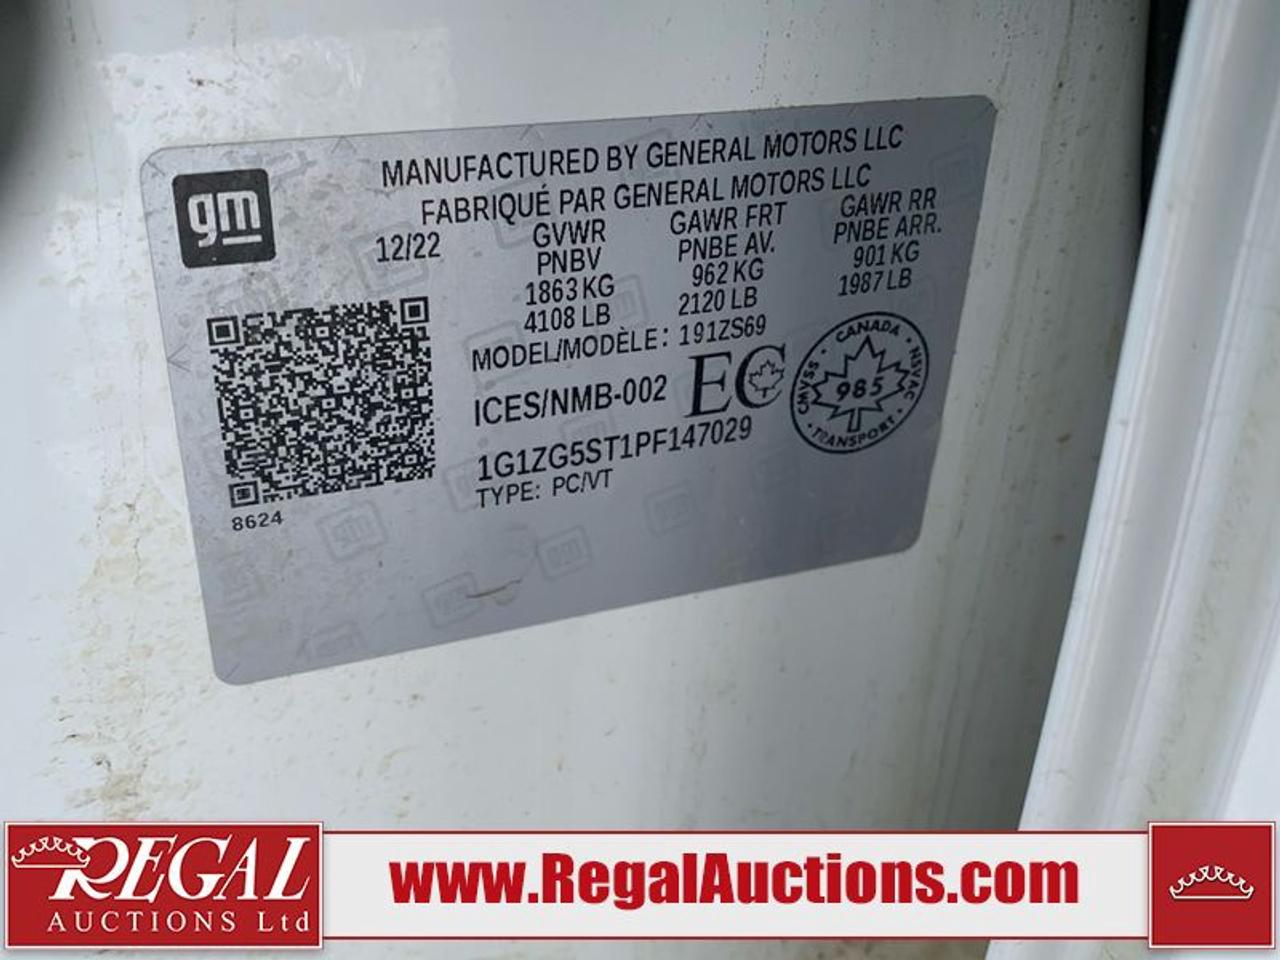 gm
MANUFACTURED BY GENERAL MOTORS LLC
FABRIQUÉ PAR GENERAL MOTORS LLC
12/22
GVWR
PNBV
1863 KG
4108 LB
GAWR FRT
PNBE AV.
962 KG
2120 LB
GAWR RR
PNBE ARR.
901 KG
1987 LB
MODEL/MODÈLE: 191ZS69
ICES/NMB-002
EC
CANADA
CMVSS
NSVAC
985
TRANSPORT
1G1ZG5ST1PF147029
TYPE: PC/VT
8624
REGAL
AUCTIONS Ltd
www.RegalAuctions.com